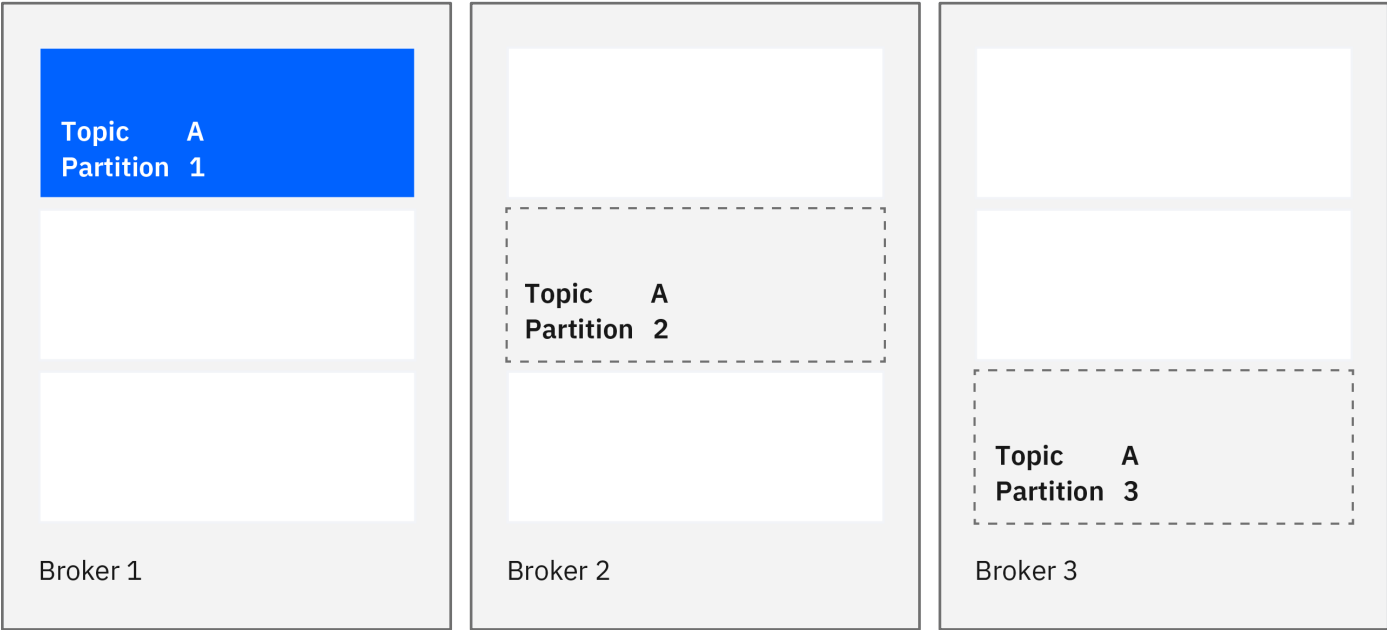 Topic A
Partition 1
Broker 1
Topic A
Partition 2
Broker 2
Topic A
Partition 3
Broker 3